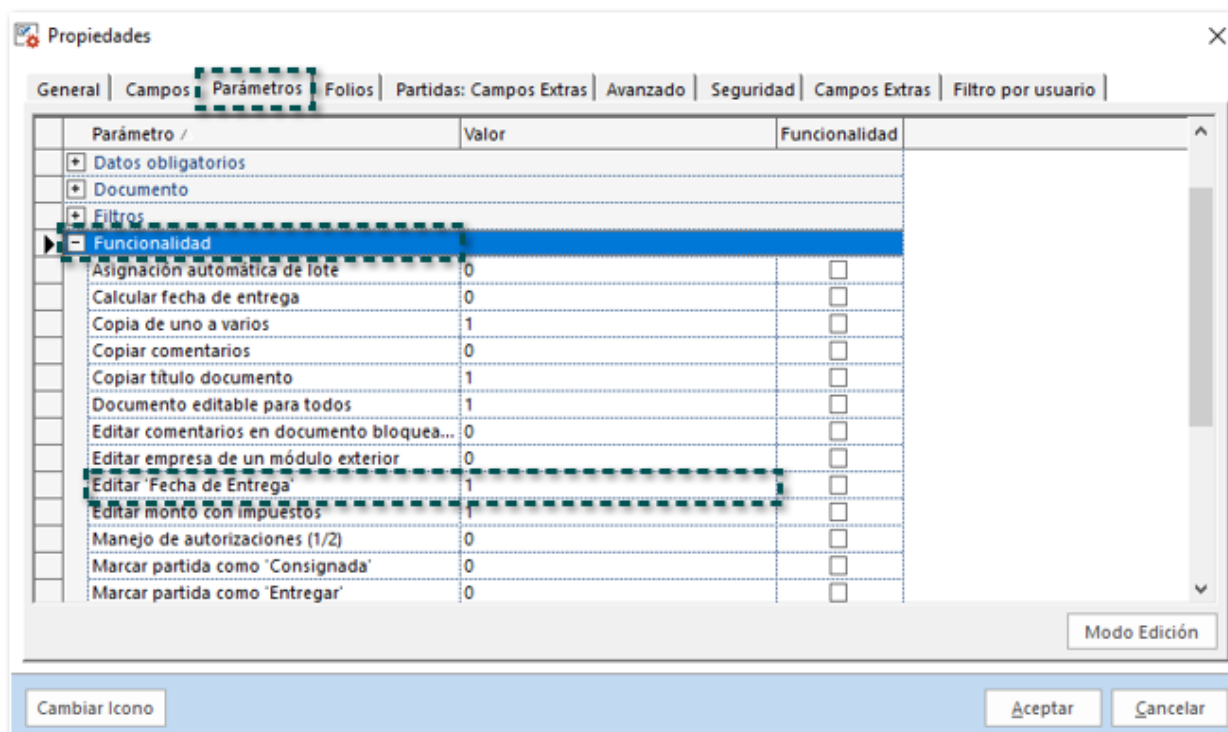 Propiedades
General Campos Parámetros Folios Partidas: Campos Extras Avanzado Seguridad Campos Extras Filtro por usuario
Parámetro Valor Funcionalidad
Datos obligatorios
Documento
Filtros
Funcionalidad
Asignación automática de lote 0
Calcular fecha de entrega 0
Copia de uno a varios 1
Copiar comentarios 0
Copiar título documento 1
Documento editable para todos 1
Editar comentarios en documento bloquea... 0
Editar empresa de un módulo exterior 0
Editar 'Fecha de Entrega' 1
Editar monto con impuestos 1
Manejo de autorizaciones (1/2) 0
Marcar partida como 'Consignada' 0
Marcar partida como 'Entregar' 0
Modo Edición
Cambiar Icono Aceptar Cancelar